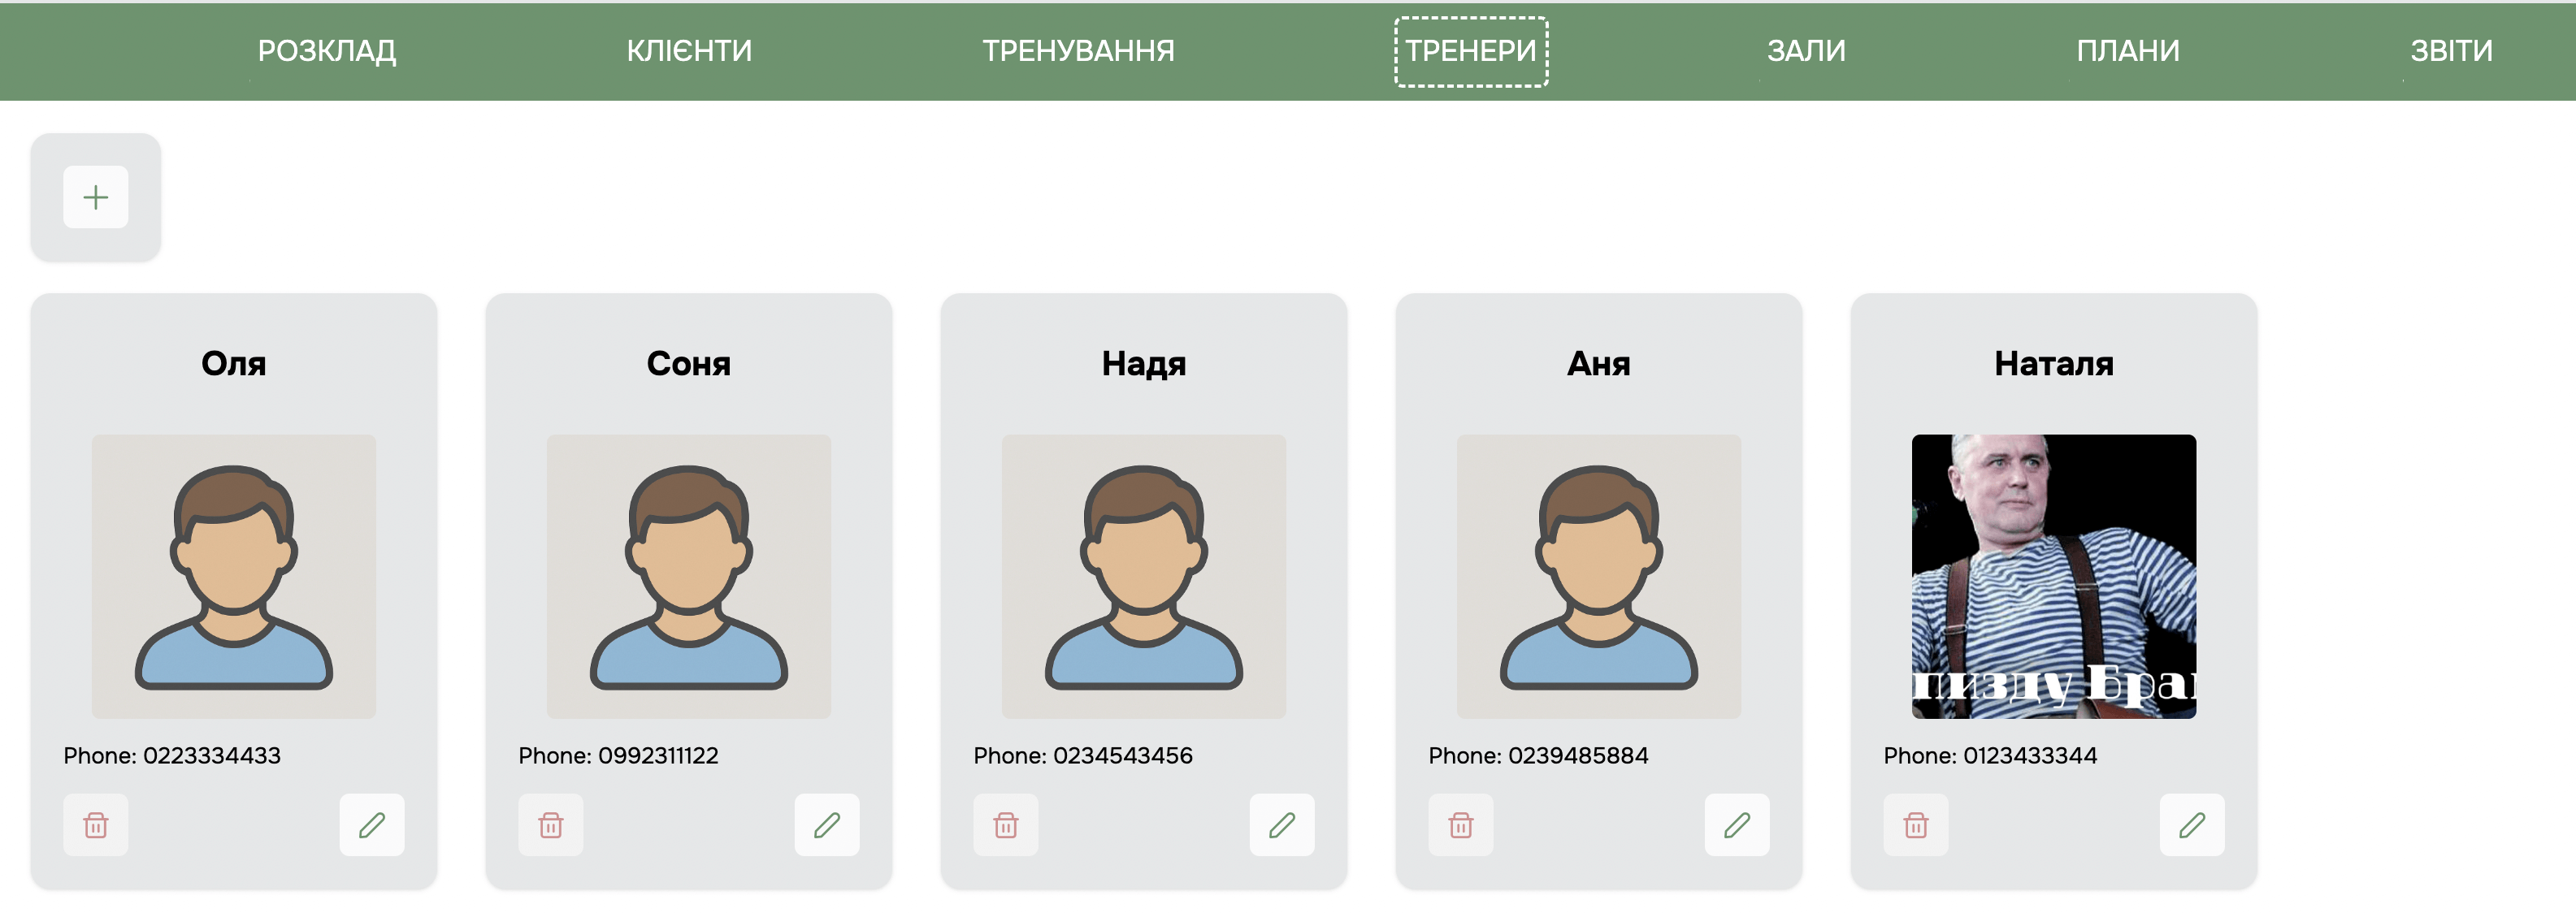 РОЗКЛАД КЛІЄНТИ ТРЕНУВАННЯ ТРЕНЕРИ ЗАЛИ ПЛАНИ ЗВІТИ
Оля Соня Надя Аня Наталя
пизду Бра
Phone: 0223334433 Phone: 0992311122 Phone: 0234543456 Phone: 0239485884 Phone: 0123433344